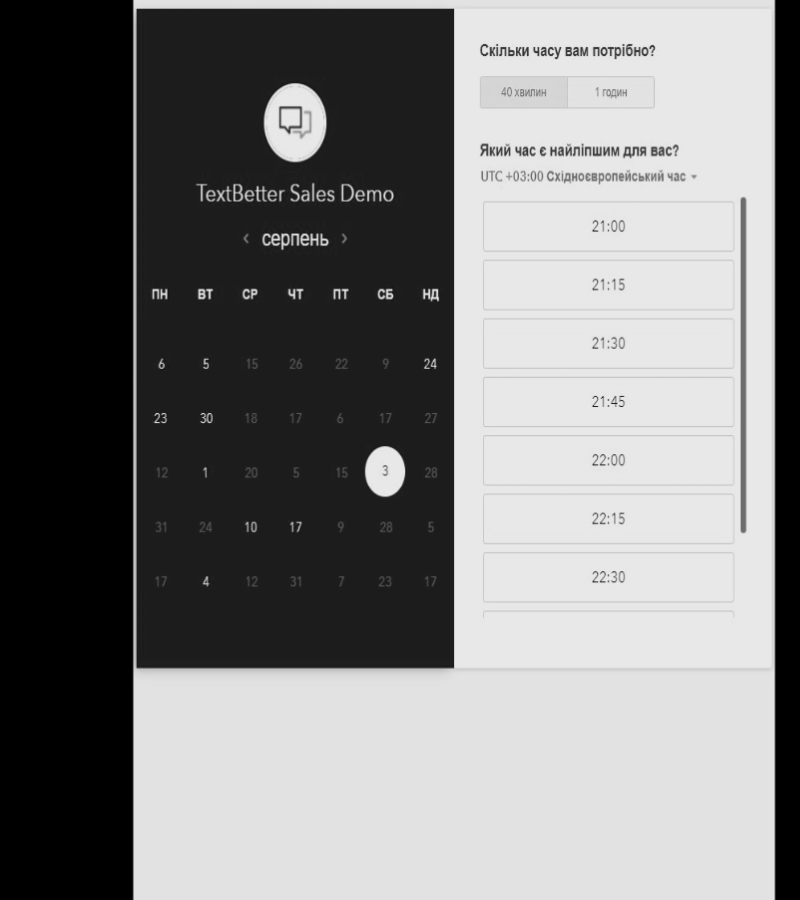 TextBetter Sales Demo
серпень
ПН ВТ СР ЧТ ПТ СБ НД
6 5 15 26 22 9 24
23 30 18 17 6 17 27
12 1 20 5 15 3 28
31 24 10 17 9 28 5
17 4 12 31 7 23 17
Скільки часу вам потрібно?
40 хвилин 1 годин
Який час є найліпшим для вас?
UTC +03:00 Східноєвропейський час
21:00
21:15
21:30
21:45
22:00
22:15
22:30